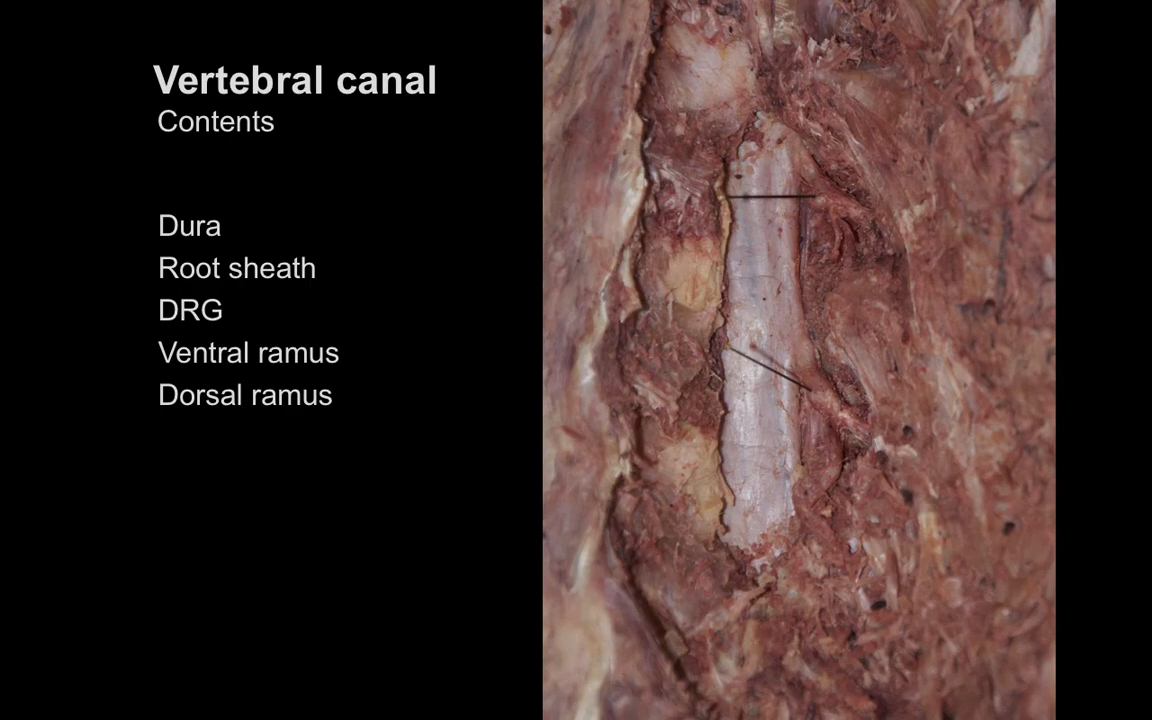 Vertebral canal
Contents
Dura
Root sheath
DRG
Ventral ramus
Dorsal ramus